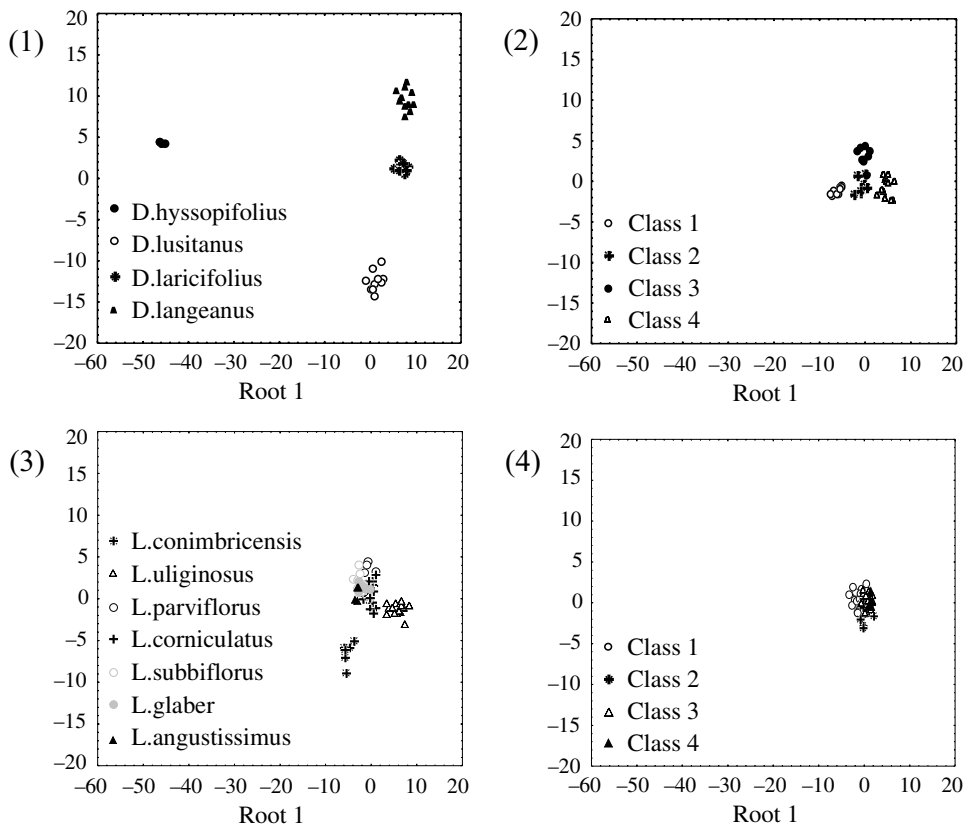 (1)
20
15
10
5
0
−5
−10
−15
−20
D.hyssopifolius
D.lusitanus
D.laricifolius
D.langeanus
−60 −50 −40 −30 −20 −10 0 10 20
Root 1
(2)
20
15
10
5
0
−5
−10
−15
−20
Class 1
Class 2
Class 3
Class 4
−60 −50 −40 −30 −20 −10 0 10 20
Root 1
(3)
20
15
10
5
0
−5
−10
−15
−20
L.conimbricensis
L.uliginosus
L.parviflorus
L.corniculatus
L.subbiflorus
L.glaber
L.angustissimus
−60 −50 −40 −30 −20 −10 0 10 20
Root 1
(4)
20
15
10
5
0
−5
−10
−15
−20
Class 1
Class 2
Class 3
Class 4
−60 −50 −40 −30 −20 −10 0 10 20
Root 1